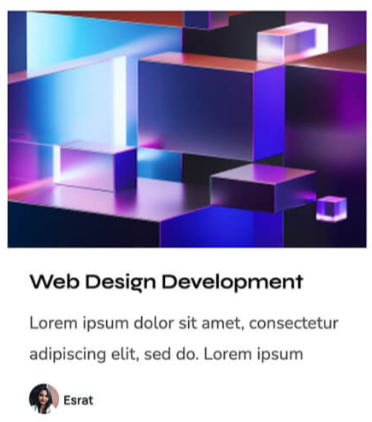 Web Design Development
Lorem ipsum dolor sit amet, consectetur
adipiscing elit, sed do. Lorem ipsum
Esrat